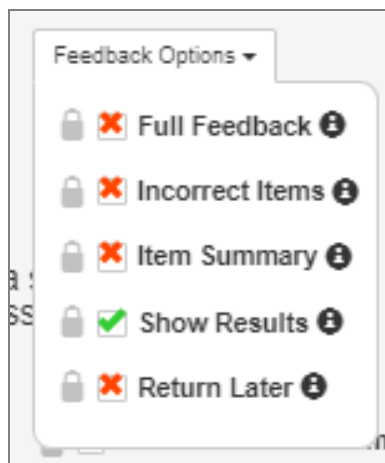 Feedback Options
Full Feedback
Incorrect Items
Item Summary
Show Results
Return Later